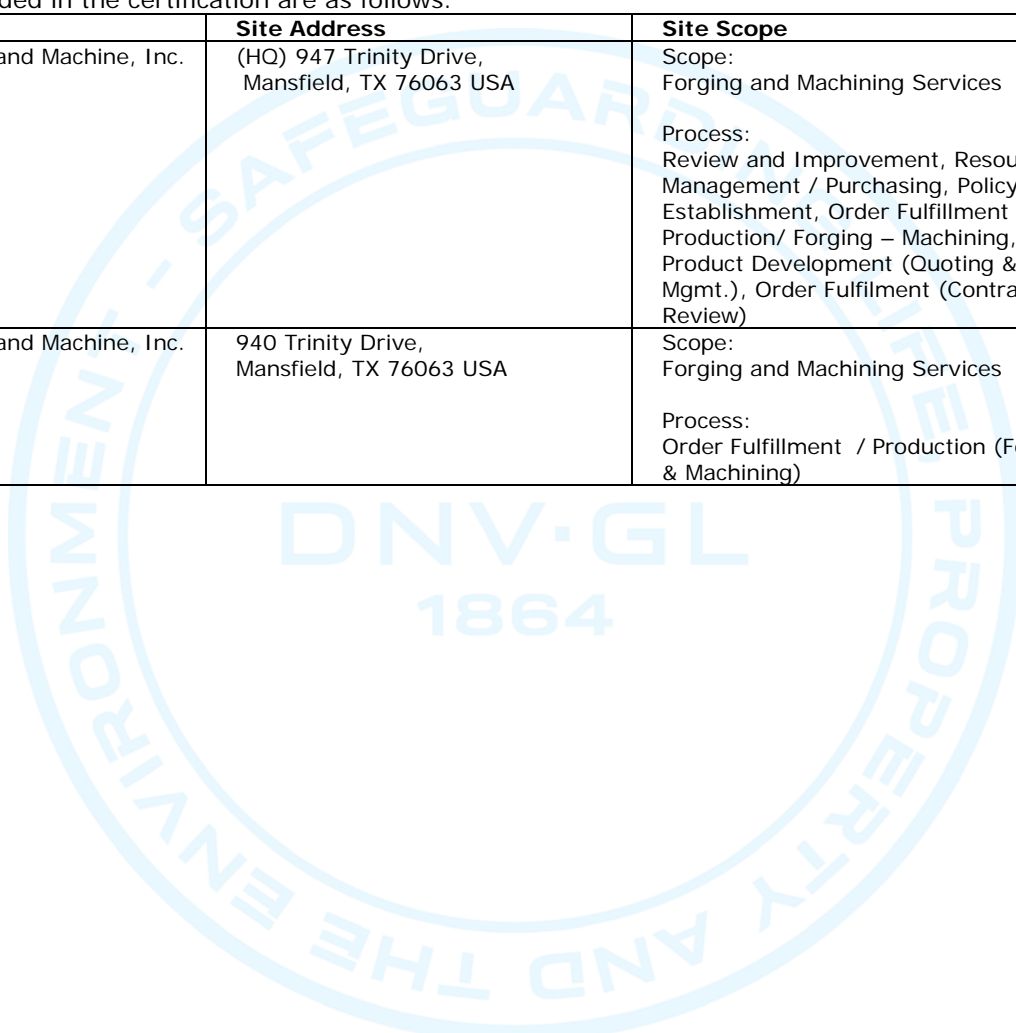 ded in the certification are as follows:
Site Address Site Scope
and Machine, Inc. (HQ) 947 Trinity Drive, Scope:
Mansfield, TX 76063 USA Forging and Machining Services
Process:
Review and Improvement, Resou
Management / Purchasing, Policy
Establishment, Order Fulfillment
Production/ Forging – Machining,
Product Development (Quoting &
Mgmt.), Order Fulfilment (Contra
Review)
and Machine, Inc. 940 Trinity Drive, Scope:
Mansfield, TX 76063 USA Forging and Machining Services
Process:
Order Fulfillment / Production (Fo
& Machining)
SAFEGUARDING LIFE, PROPERTY AND THE ENVIRONMENT -
DNV·GL
1864